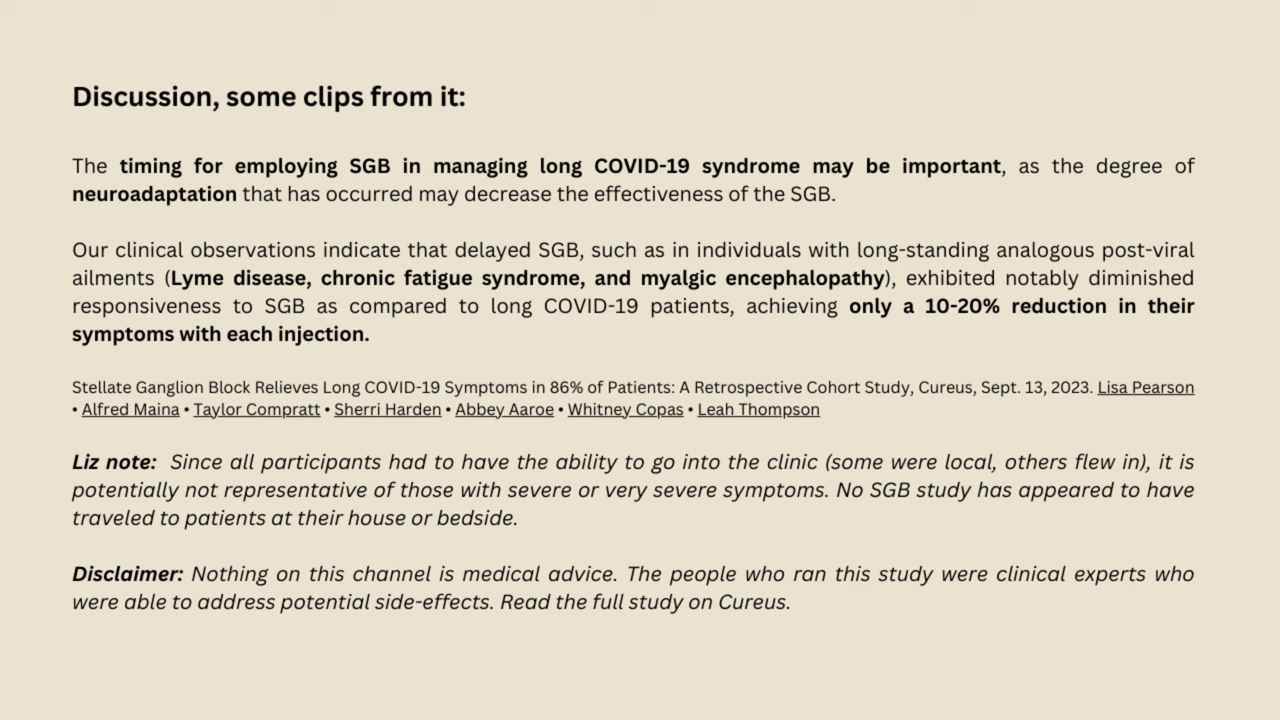 Discussion, some clips from it:
The timing for employing SGB in managing long COVID-19 syndrome may be important, as the degree of
neuroadaptation that has occurred may decrease the effectiveness of the SGB.
Our clinical observations indicate that delayed SGB, such as in individuals with long-standing analogous post-viral
ailments (Lyme disease, chronic fatigue syndrome, and myalgic encephalopathy), exhibited notably diminished
responsiveness to SGB as compared to long COVID-19 patients, achieving only a 10-20% reduction in their
symptoms with each injection.
Stellate Ganglion Block Relieves Long COVID-19 Symptoms in 86% of Patients: A Retrospective Cohort Study, Cureus, Sept. 13, 2023. Lisa Pearson
• Alfred Maina • Taylor Compratt • Sherri Harden • Abbey Aaroe • Whitney Copas • Leah Thompson
Liz note: Since all participants had to have the ability to go into the clinic (some were local, others flew in), it is
potentially not representative of those with severe or very severe symptoms. No SGB study has appeared to have
traveled to patients at their house or bedside.
Disclaimer: Nothing on this channel is medical advice. The people who ran this study were clinical experts who
were able to address potential side-effects. Read the full study on Cureus.